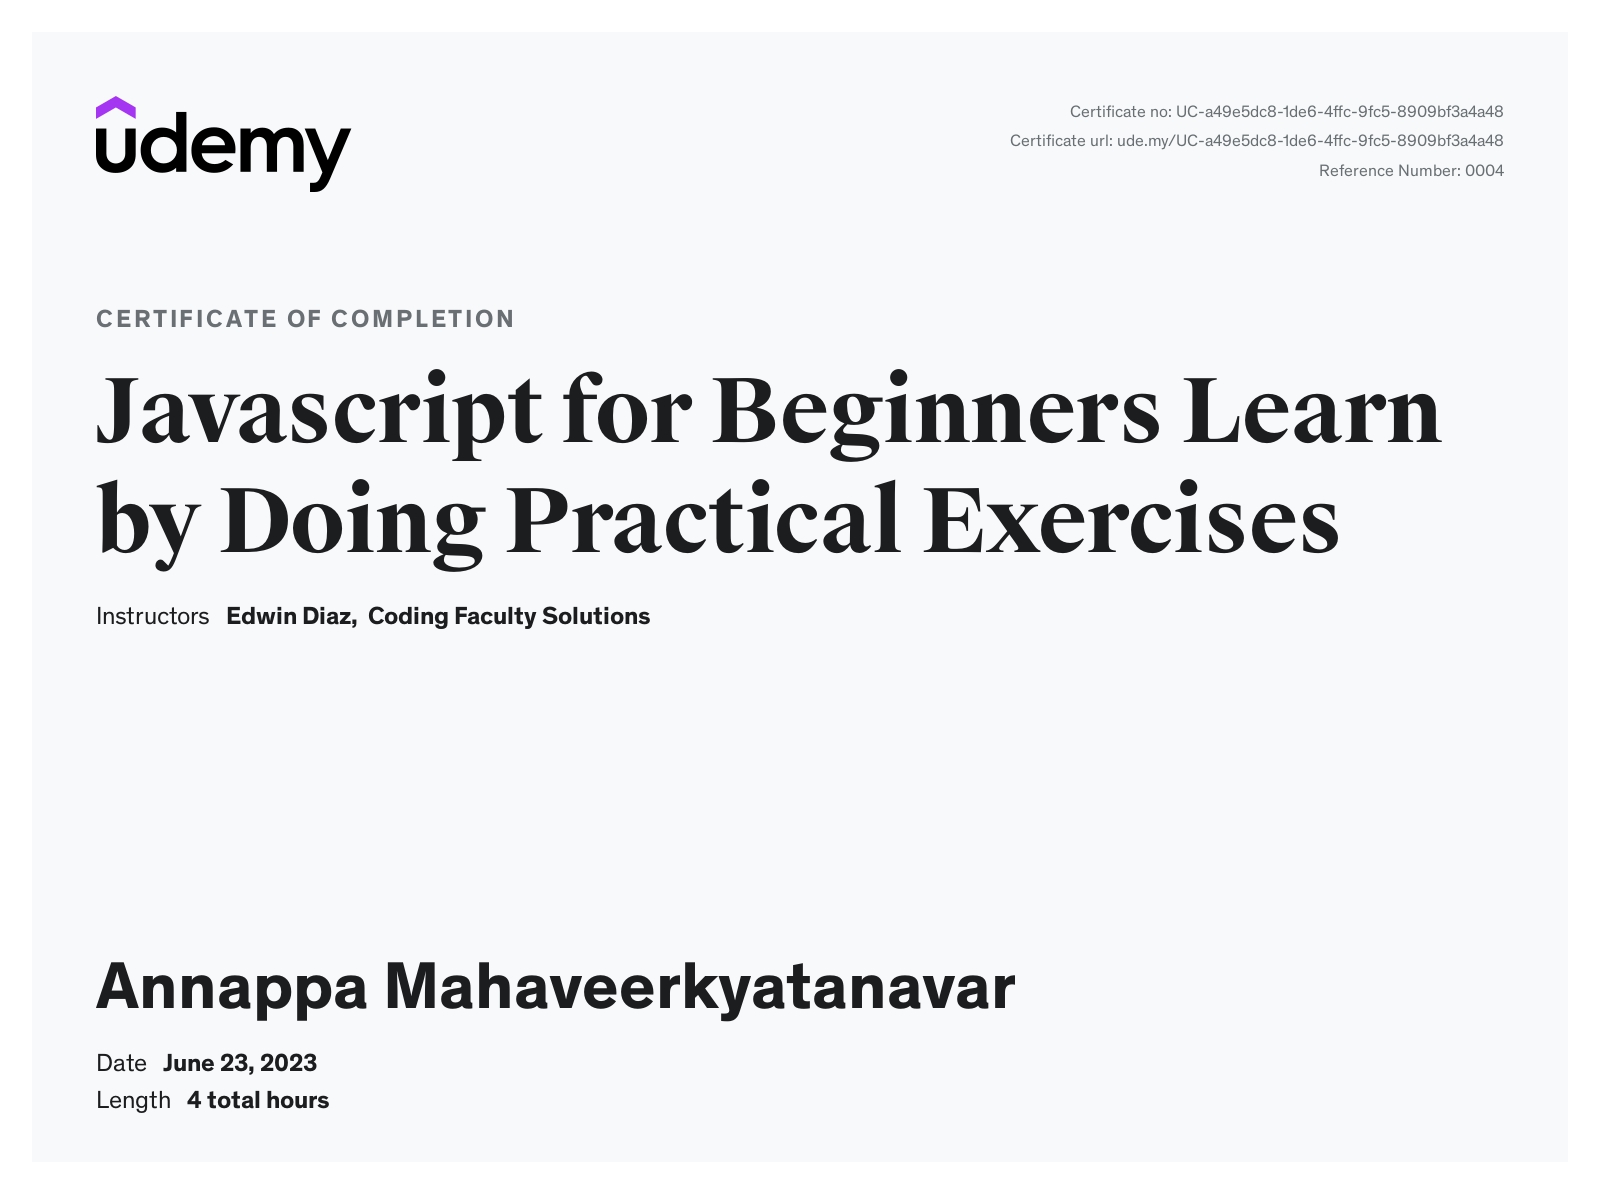 udemy
Certificate no: UC-a49e5dc8-1de6-4ffc-9fc5-8909bf3a4a48
Certificate url: ude.my/UC-a49e5dc8-1de6-4ffc-9fc5-8909bf3a4a48
Reference Number: 0004
CERTIFICATE OF COMPLETION
Javascript for Beginners Learn
by Doing Practical Exercises
Instructors Edwin Diaz, Coding Faculty Solutions
Annappa Mahaveerkyatanavar
Date June 23, 2023
Length 4 total hours